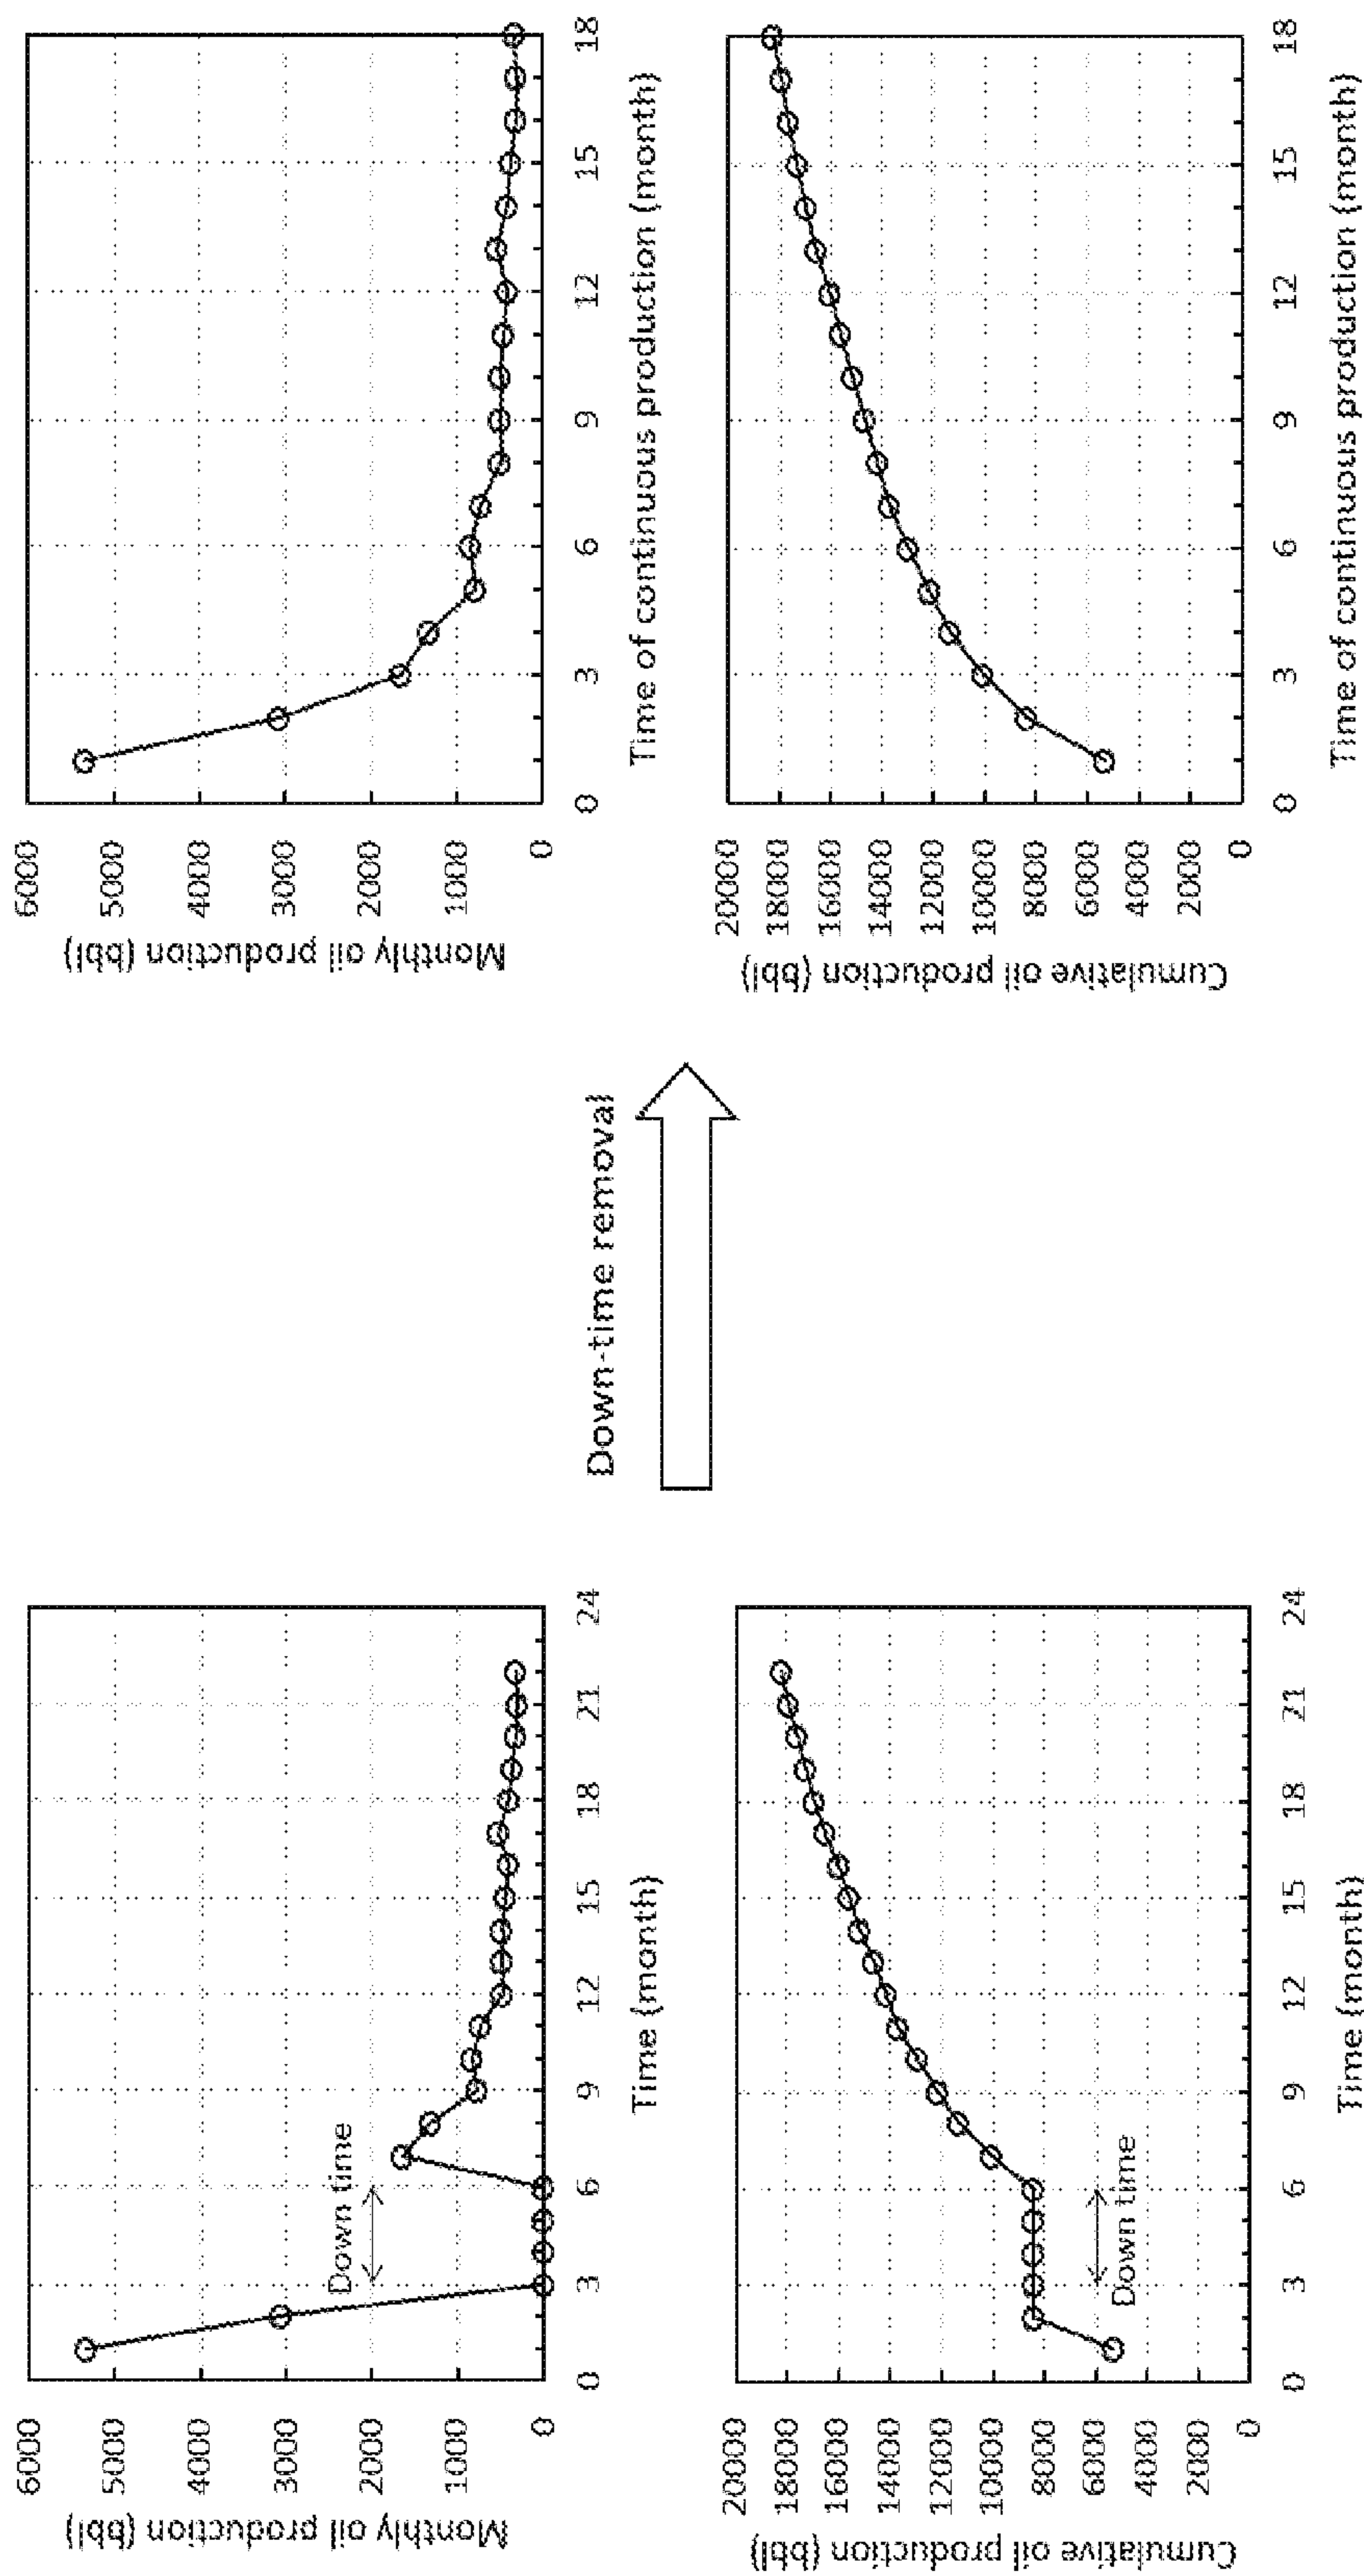 Monthly oil production (bbl)
6000
5000
4000
3000
2000
1000
0
Down time
0 3 6 9 12 15 18 21 24
Time (month)
Cumulative oil production (bbl)
20000
18000
16000
14000
12000
10000
8000
6000
4000
2000
0
Down time
0 3 6 9 12 15 18 21 24
Time (month)
Down-time removal
Monthly oil production (bbl)
6000
5000
4000
3000
2000
1000
0
0 3 6 9 12 15 18
Time of continuous production (month)
Cumulative oil production (bbl)
20000
18000
16000
14000
12000
10000
8000
6000
4000
2000
0
0 3 6 9 12 15 18
Time of continuous production (month)